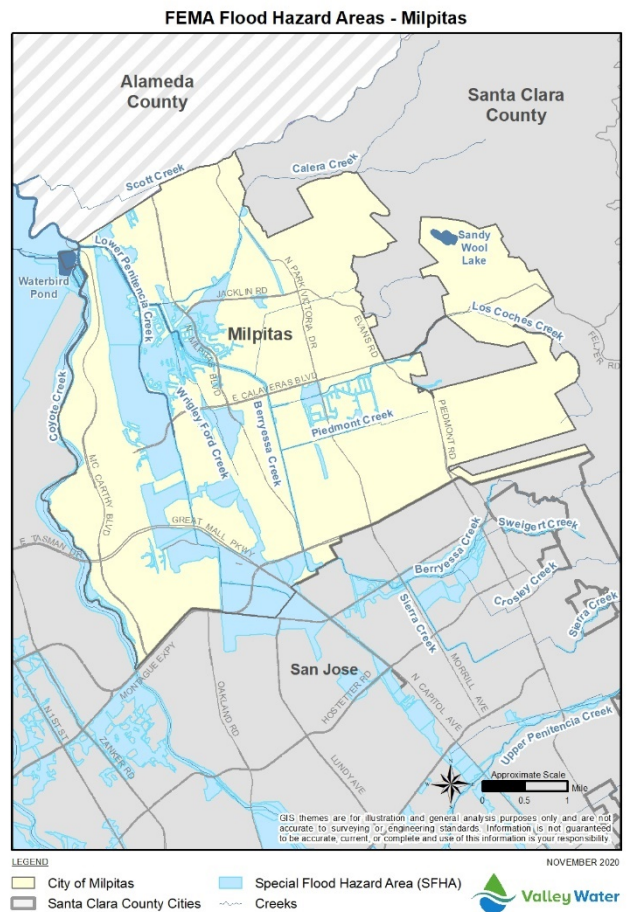 FEMA Flood Hazard Areas - Milpitas
Alameda
County
Santa Clara
County
Scott Creek
Calera Creek
Sandy
Wool
Lake
Lower Penitencia Creek
Waterbird
Pond
N PARK VICTORIA DR
JACKLIN RD
Los Coches Creek
Milpitas
EVANS RD
E CALAVERAS BLVD
Coyote Creek
Wrigley Ford Creek
Berryessa Creek
Piedmont Creek
PIEDMONT RD
MC CARTHY BLVD
GREAT MALL PKWY
TASMAN DR
Berryessa Creek
Sweigert Creek
Crosley Creek
Sierra Creek
Sierra Creek
San Jose
MONTAGUE EXPY
OAKLAND RD
HOSTETTER RD
MORRILL AVE
N CAPITOL AVE
N 1ST ST
ZANKER RD
LUNDY AVE
Upper Penitencia Creek
Approximate Scale
0 0.5 1
Mile
GIS themes are for illustration and general analysis purposes only and are not
accurate to surveying or engineering standards. Information is not guaranteed
to be accurate, current, or complete and use of this information is your responsibility.
LEGEND
NOVEMBER 2020
City of Milpitas
Special Flood Hazard Area (SFHA)
Santa Clara County Cities
Creeks
Valley Water